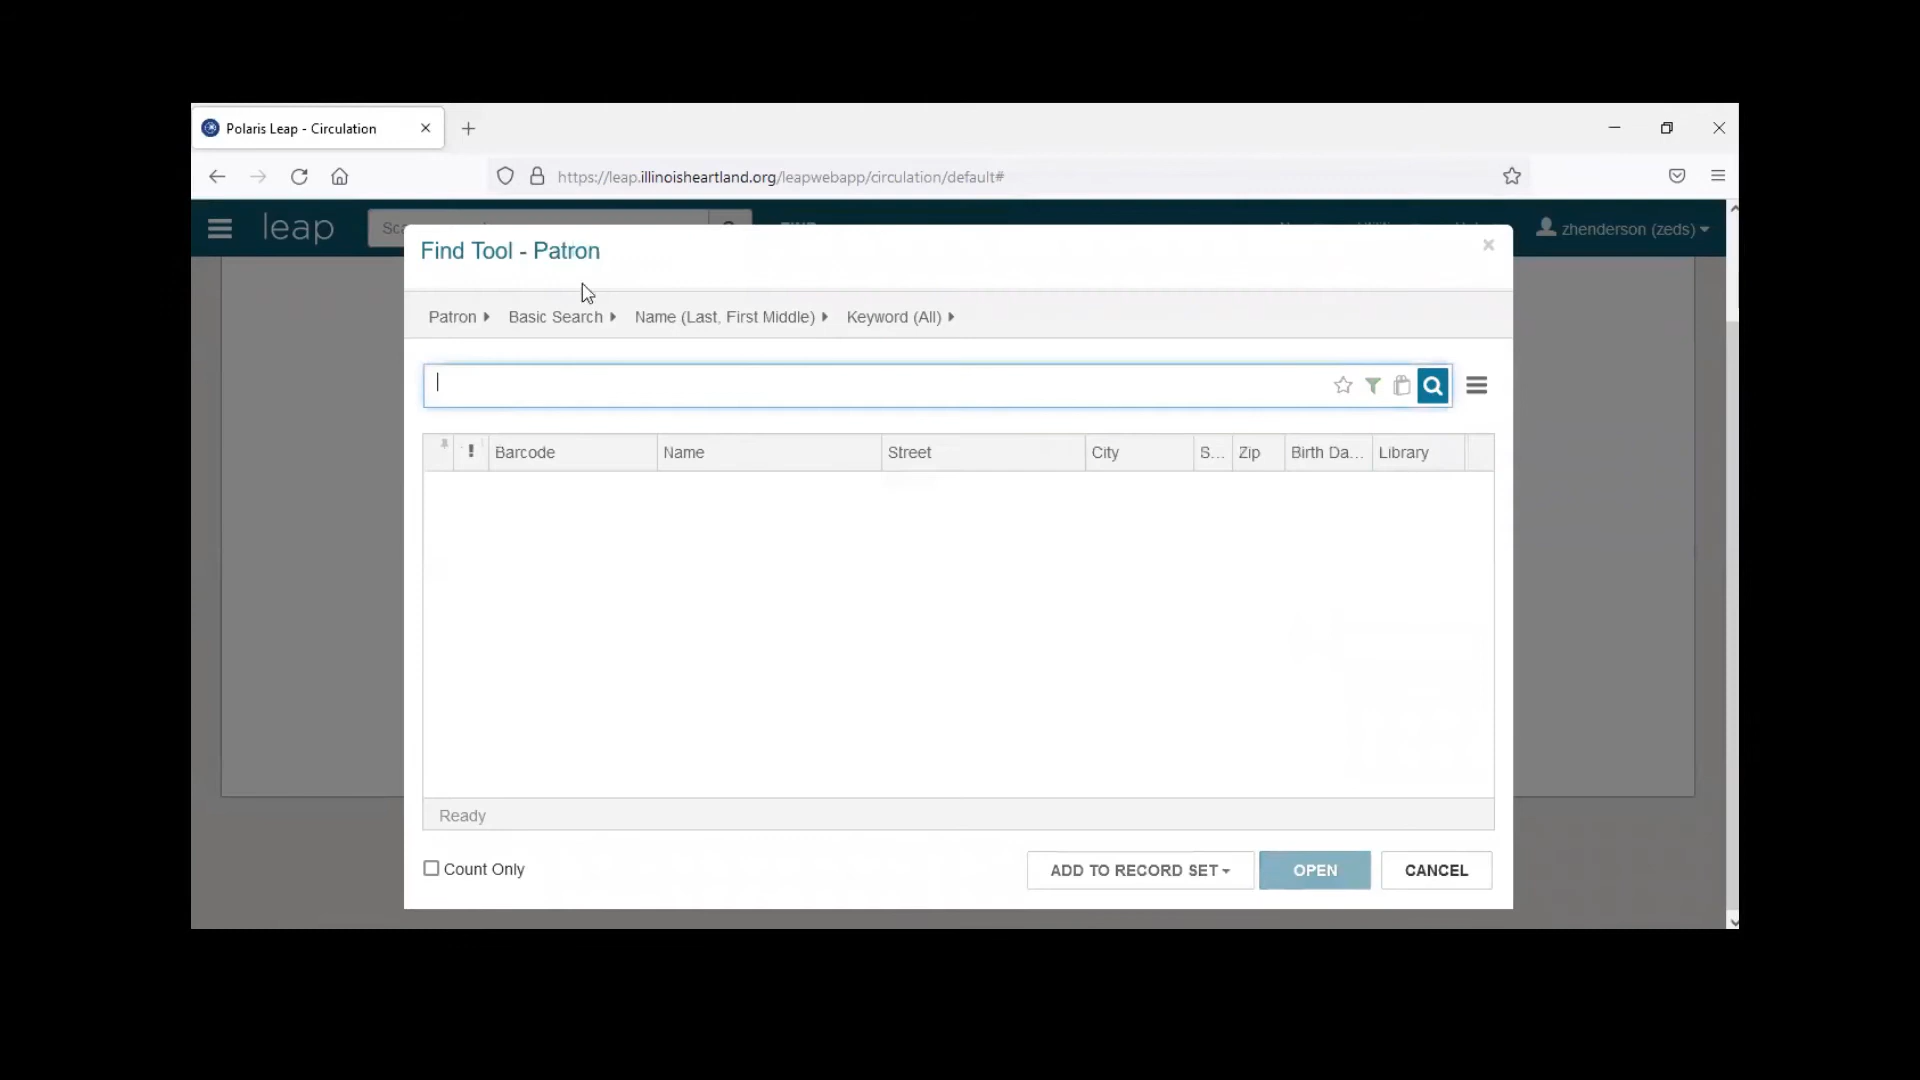 Polaris Leap - Circulation
https://leap.illinoisheartland.org/leapwebapp/circulation/default#
leap
zhenderson (zeds)
Find Tool - Patron
Patron Basic Search Name (Last, First Middle) Keyword (All)
! Barcode Name Street City S... Zip Birth Da... Library
Ready
Count Only ADD TO RECORD SET OPEN CANCEL